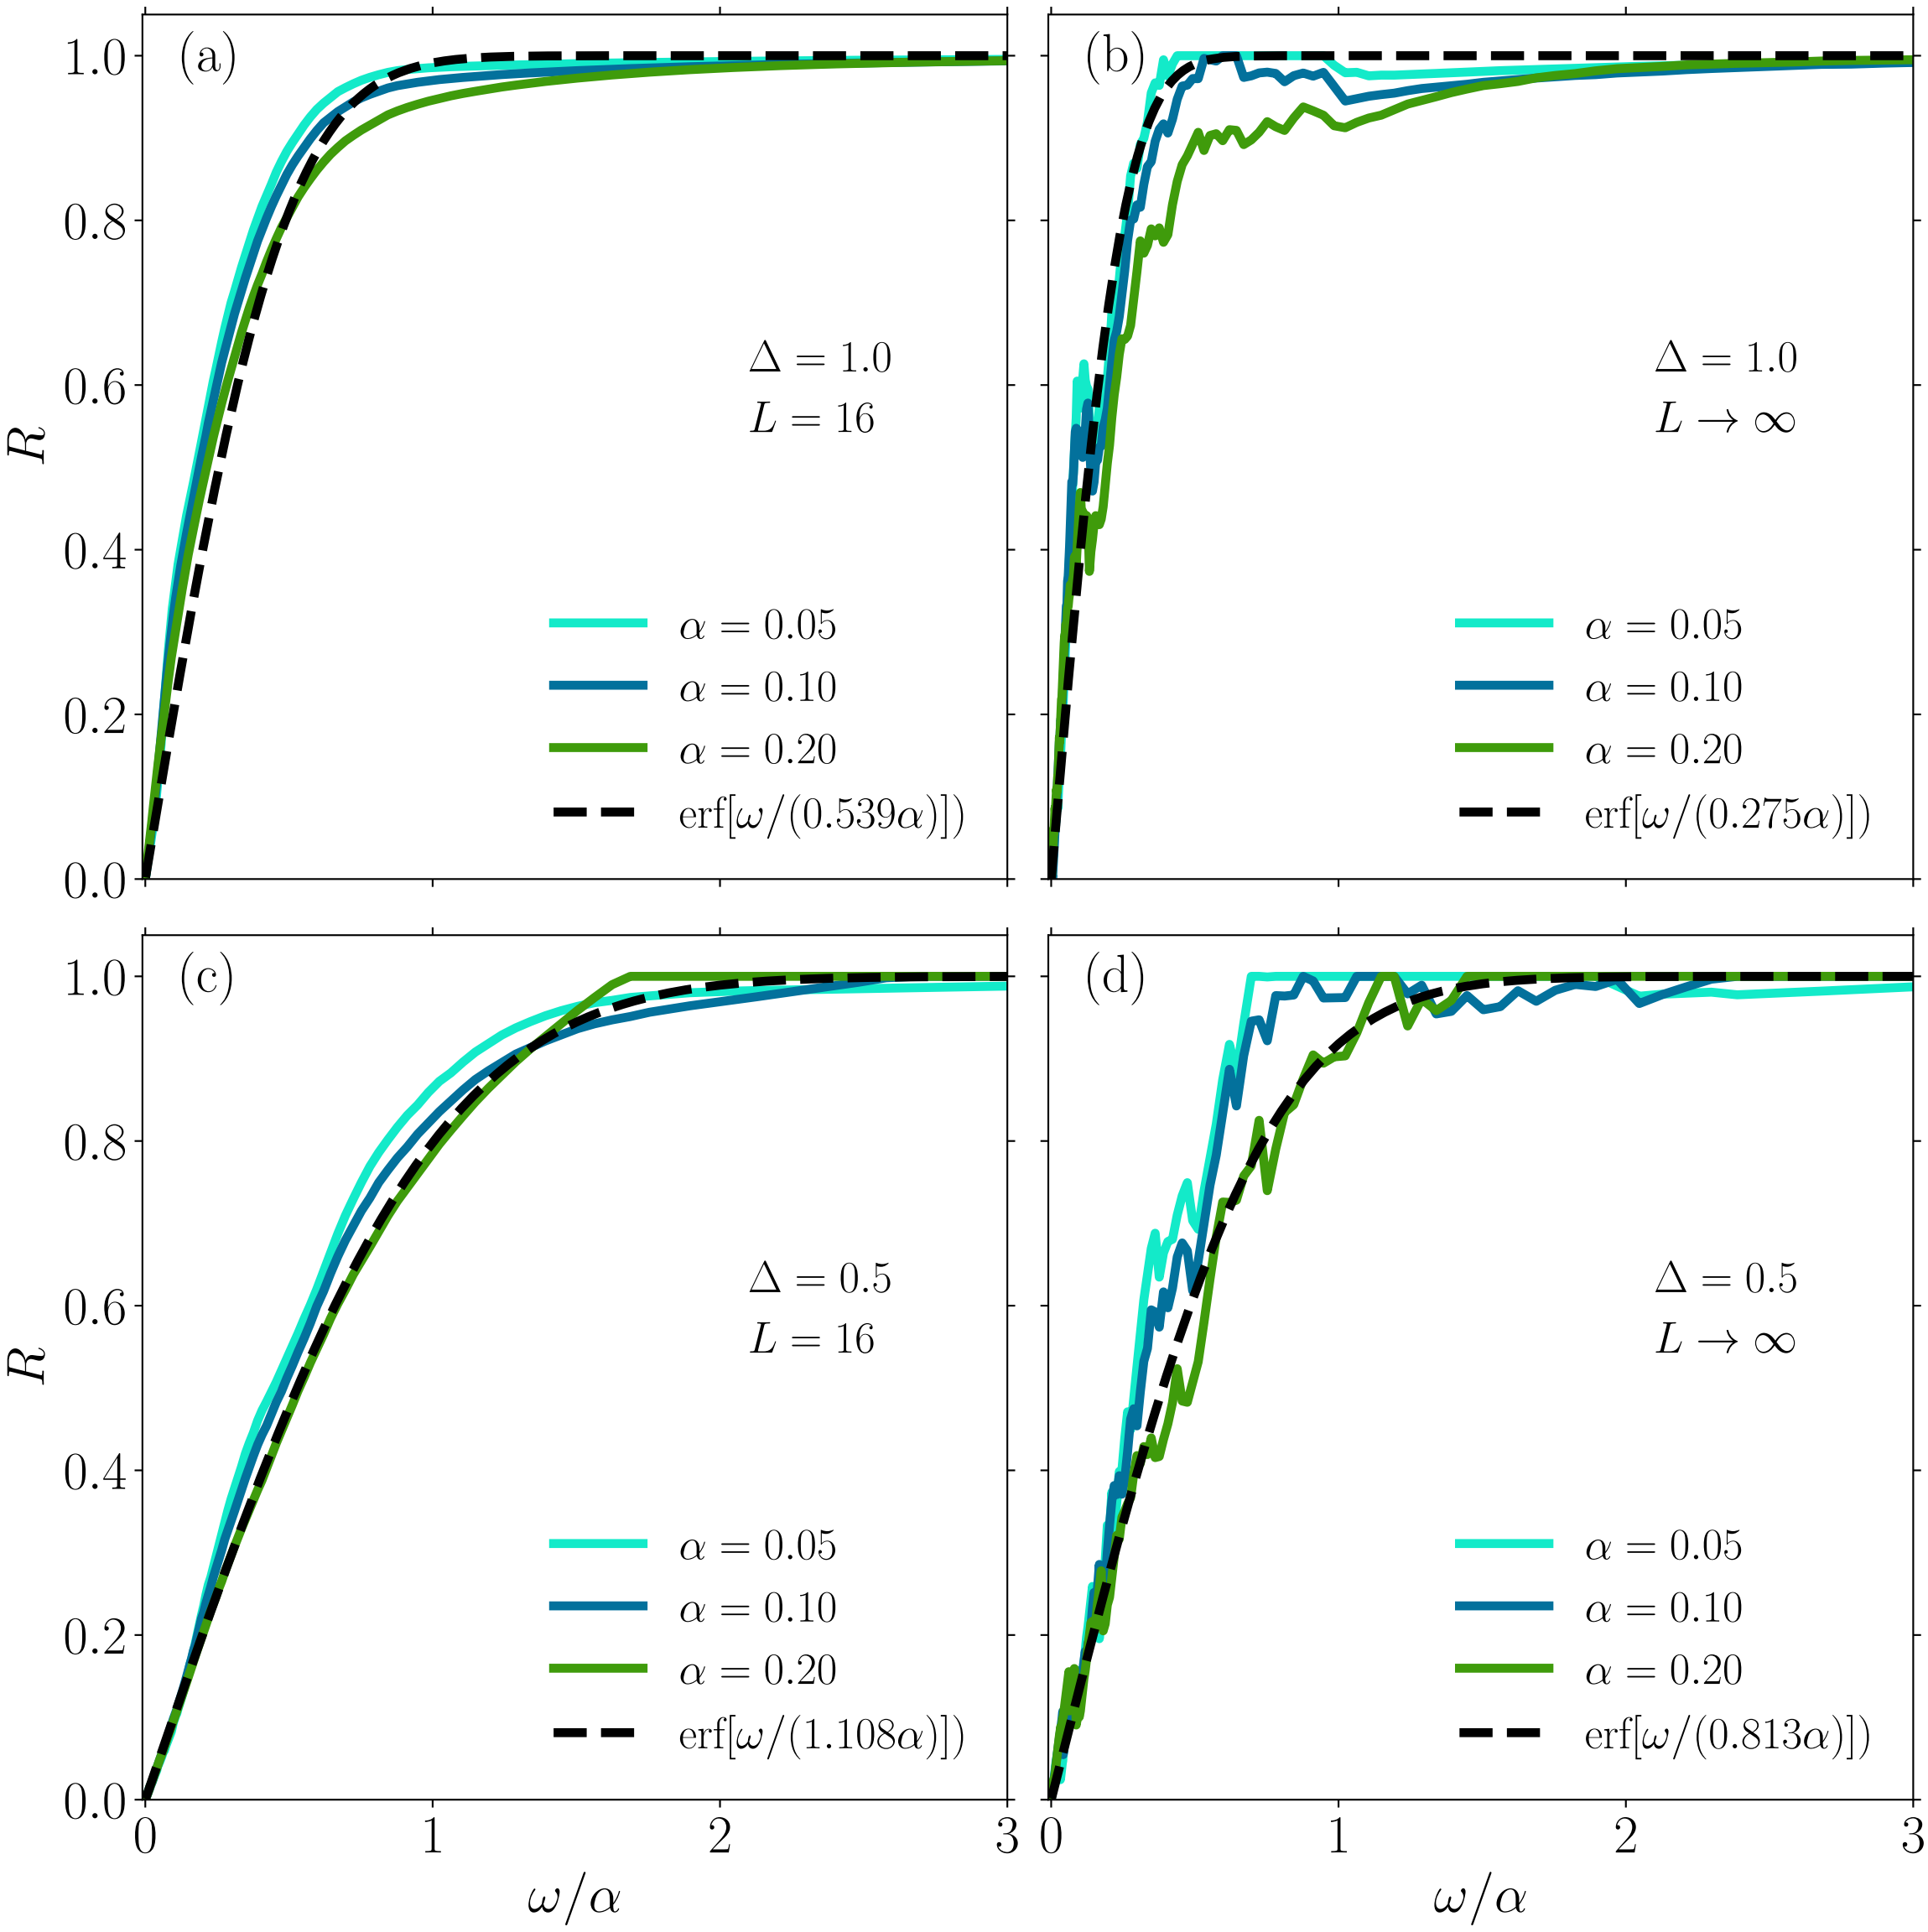 (a)
1.0
0.8
0.6
0.4
0.2
0.0
R
Δ = 1.0
L = 16
α = 0.05
α = 0.10
α = 0.20
erf[ω/(0.539α)])
(b)
Δ = 1.0
L → ∞
α = 0.05
α = 0.10
α = 0.20
erf[ω/(0.275α)])
(c)
1.0
0.8
0.6
0.4
0.2
0.0
R
Δ = 0.5
L = 16
α = 0.05
α = 0.10
α = 0.20
erf[ω/(1.108α)])
0 1 2 3
ω/α
(d)
Δ = 0.5
L → ∞
α = 0.05
α = 0.10
α = 0.20
erf[ω/(0.813α)])
0 1 2 3
ω/α